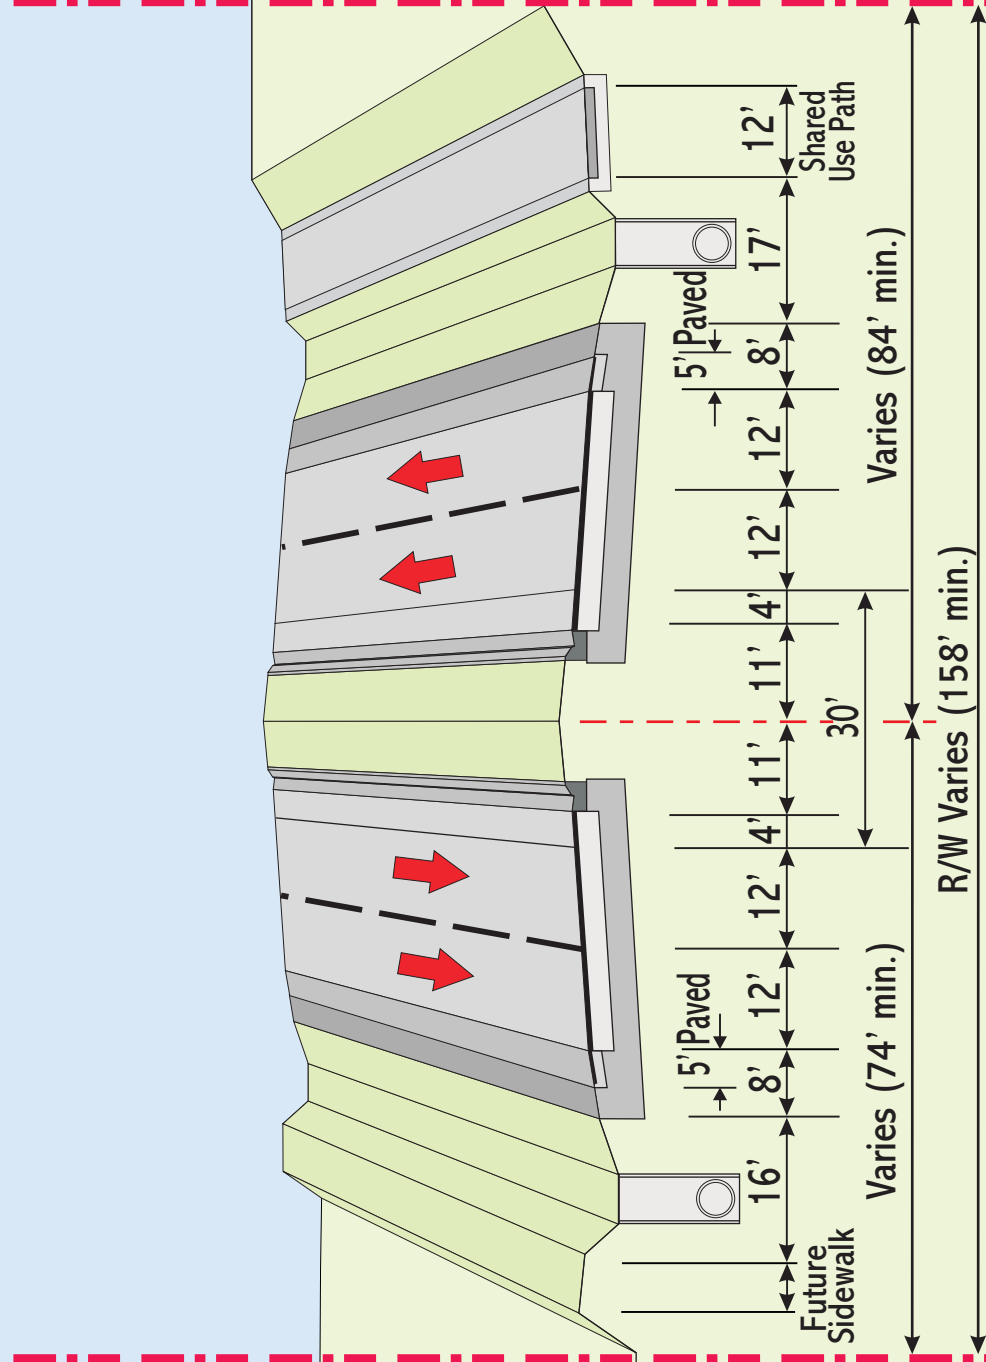 Future
Sidewalk
16'
8'
5' Paved
12'
12'
4'
11'
11'
4'
12'
12'
8'
5' Paved
17'
12'
Shared
Use Path
30'
Varies (74' min.)
Varies (84' min.)
R/W Varies (158' min.)